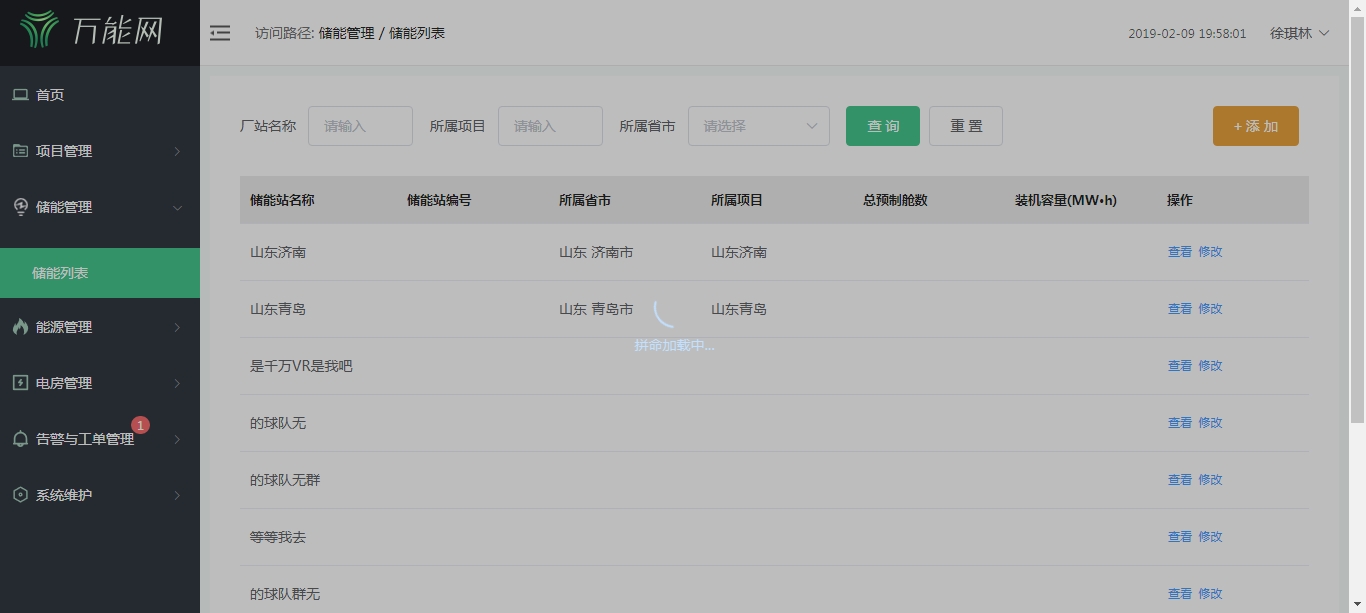 万能网
访问路径: 储能管理 / 储能列表
2019-02-09 19:58:01 徐琪林
首页
项目管理
储能管理
储能列表
能源管理
电房管理
告警与工单管理 1
系统维护
厂站名称 请输入 所属项目 请输入 所属省市 请选择 查 询 重 置 + 添 加
储能站名称 储能站编号 所属省市 所属项目 总预制舱数 装机容量(MW•h) 操作
山东济南 山东 济南市 山东济南 查看 修改
山东青岛 山东 青岛市 山东青岛 查看 修改
拼命加载中...
是千万VR是我吧 查看 修改
的球队无 查看 修改
的球队无群 查看 修改
等等我去 查看 修改
的球队群无 查看 修改